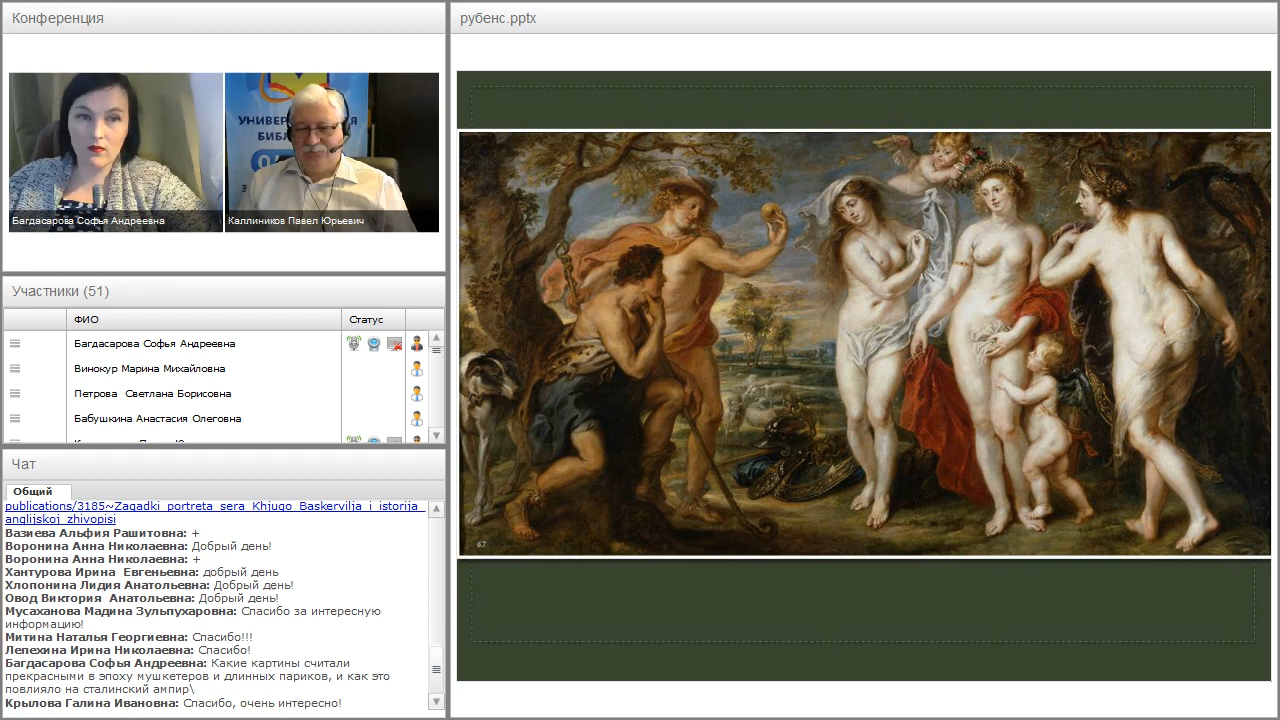 Конференция
УНИВЕР
БИБЛ
Багдасарова Софья Андреевна
Каллиников Павел Юрьевич
Участники (51)
ФИО
Статус
Багдасарова Софья Андреевна
Винокур Марина Михайловна
Петрова Светлана Борисовна
Бабушкина Анастасия Олеговна
Чат
Общий
publications/3185~Zagadki_portreta_sera_Khjugo_Baskervilja_i_istorija_
anglijskoj_zhivopisi
Вазиева Альфия Рашитовна: +
Воронина Анна Николаевна: Добрый день!
Воронина Анна Николаевна: +
Хантурова Ирина Евгеньевна: добрый день
Хлопонина Лидия Анатольевна: Добрый день!
Овод Виктория Анатольевна: Добрый день!
Мусаханова Мадина Зульпухаровна: Спасибо за интересную
информацию!
Митина Наталья Георгиевна: Спасибо!!!
Лепехина Ирина Николаевна: Спасибо!
Багдасарова Софья Андреевна: Какие картины считали
прекрасными в эпоху мушкетеров и длинных париков, и как это
повлияло на сталинский ампир\
Крылова Галина Ивановна: Спасибо, очень интересно!
рубенс.pptx
67